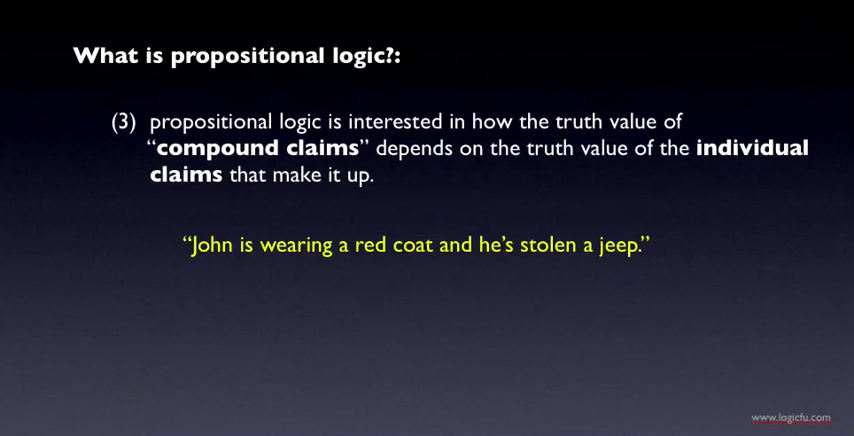 What is propositional logic?:
(3) propositional logic is interested in how the truth value of
“compound claims” depends on the truth value of the individual
claims that make it up.
“John is wearing a red coat and he’s stolen a jeep.”
www.logicfu.com